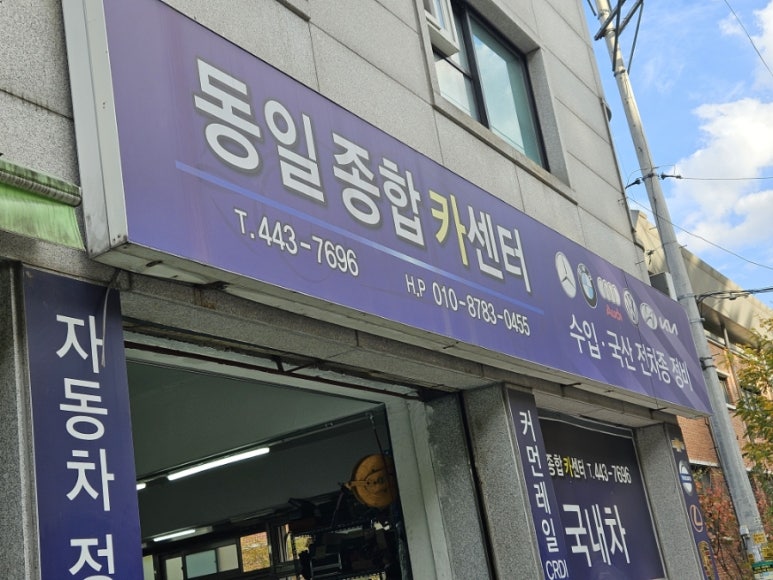 동일종합카센터
T. 443-7696
H.P 010-8783-0455
Audi
수입·국산 전차종 정비
자동차 정
커먼레일
CRDI
종합카센터 T. 443-7696
국내차